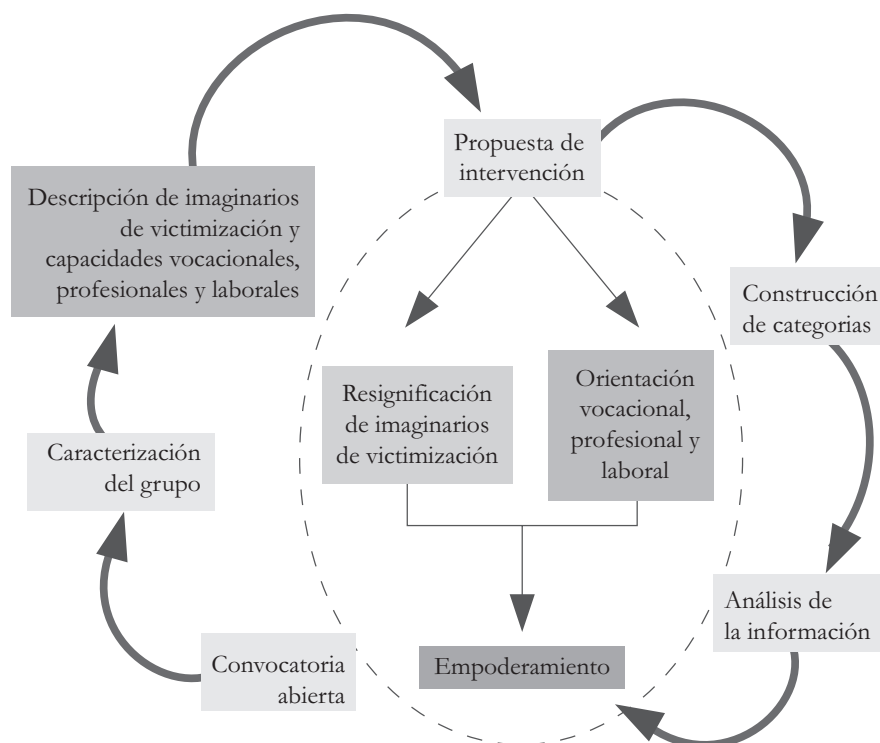 Propuesta de
intervención
Descripción de imaginarios
de victimización y
capacidades vocacionales,
profesionales y laborales
Construcción
de categorias
Resignificación
de imaginarios
de victimización
Orientación
vocacional,
profesional y
laboral
Caracterización
del grupo
Análisis de
la información
Convocatoria
abierta
Empoderamiento